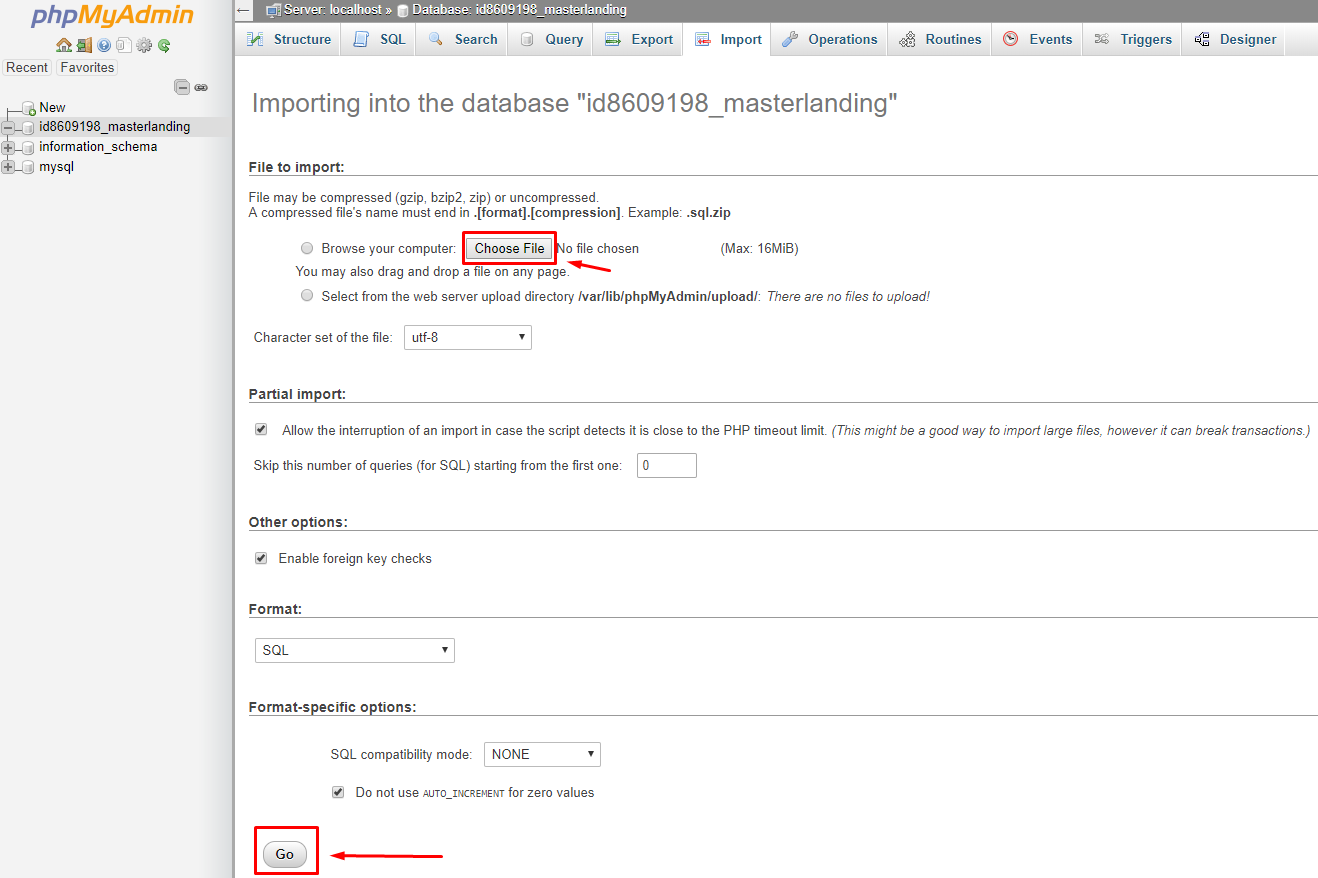 phpMyAdmin
Recent Favorites
New
id8609198_masterlanding
information_schema
mysql
Server: localhost » Database: id8609198_masterlanding
Structure SQL Search Query Export Import Operations Routines Events Triggers Designer
Importing into the database "id8609198_masterlanding"
File to import:
File may be compressed (gzip, bzip2, zip) or uncompressed.
A compressed file's name must end in .[format].[compression]. Example: .sql.zip
Browse your computer: Choose File No file chosen (Max: 16MiB)
You may also drag and drop a file on any page.
Select from the web server upload directory /var/lib/phpMyAdmin/upload/: There are no files to upload!
Character set of the file: utf-8
Partial import:
Allow the interruption of an import in case the script detects it is close to the PHP timeout limit. (This might be a good way to import large files, however it can break transactions.)
Skip this number of queries (for SQL) starting from the first one: 0
Other options:
Enable foreign key checks
Format:
SQL
Format-specific options:
SQL compatibility mode: NONE
Do not use AUTO_INCREMENT for zero values
Go